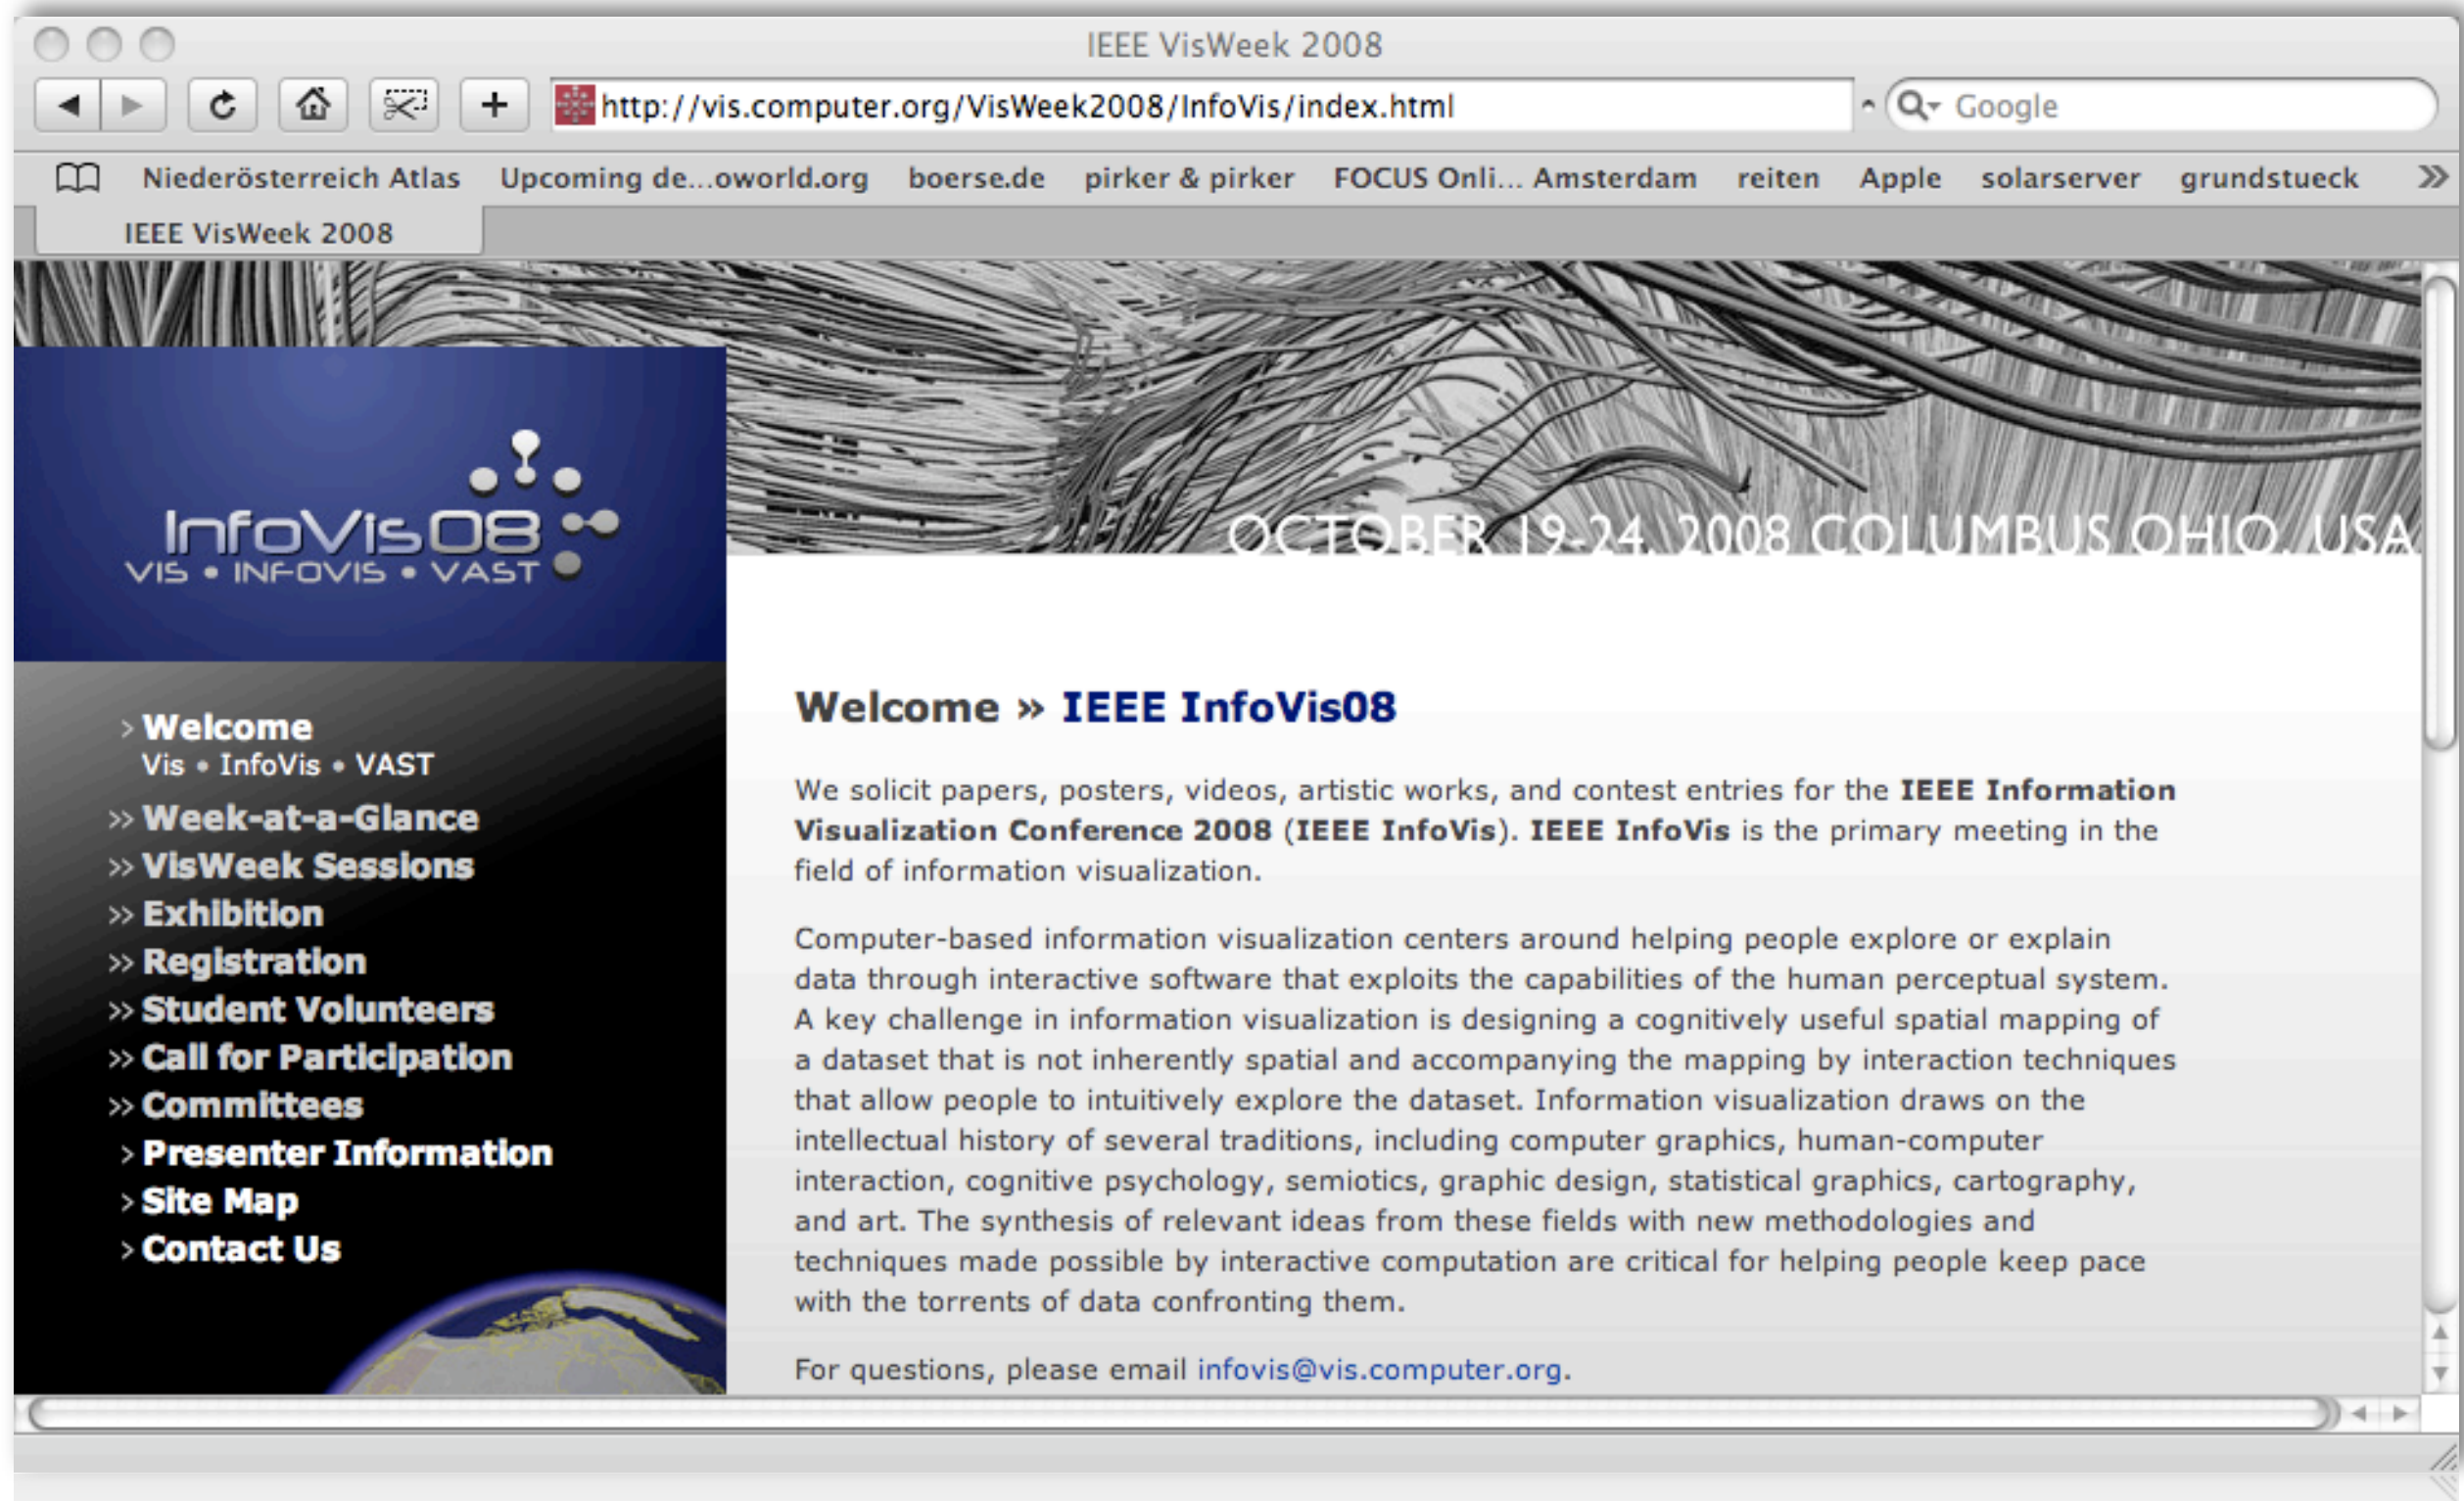 IEEE VisWeek 2008
http://vis.computer.org/VisWeek2008/InfoVis/index.html
Google
Niederösterreich Atlas Upcoming de...oworld.org boerse.de pirker & pirker FOCUS Onli... Amsterdam reiten Apple solarserver grundstueck »
IEEE VisWeek 2008
OCTOBER 19-24, 2008 COLUMBUS OHIO, USA
InfoVis08
VIS • INFOVIS • VAST
> Welcome
Vis • InfoVis • VAST
>> Week-at-a-Glance
>> VisWeek Sessions
>> Exhibition
>> Registration
>> Student Volunteers
>> Call for Participation
>> Committees
> Presenter Information
> Site Map
> Contact Us
Welcome » IEEE InfoVis08
We solicit papers, posters, videos, artistic works, and contest entries for the IEEE Information
Visualization Conference 2008 (IEEE InfoVis). IEEE InfoVis is the primary meeting in the
field of information visualization.
Computer-based information visualization centers around helping people explore or explain
data through interactive software that exploits the capabilities of the human perceptual system.
A key challenge in information visualization is designing a cognitively useful spatial mapping of
a dataset that is not inherently spatial and accompanying the mapping by interaction techniques
that allow people to intuitively explore the dataset. Information visualization draws on the
intellectual history of several traditions, including computer graphics, human-computer
interaction, cognitive psychology, semiotics, graphic design, statistical graphics, cartography,
and art. The synthesis of relevant ideas from these fields with new methodologies and
techniques made possible by interactive computation are critical for helping people keep pace
with the torrents of data confronting them.
For questions, please email infovis@vis.computer.org.